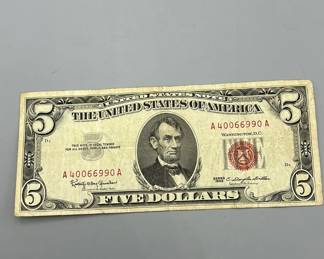 5 THE UNITED STATES OF AMERICA 5
A 40066990 A
WASHINGTON, D.C.
THIS NOTE IS LEGAL TENDER
FOR ALL DEBTS, PUBLIC AND PRIVATE
A 40066990 A
SERIES
1963
5 FIVE DOLLARS 5